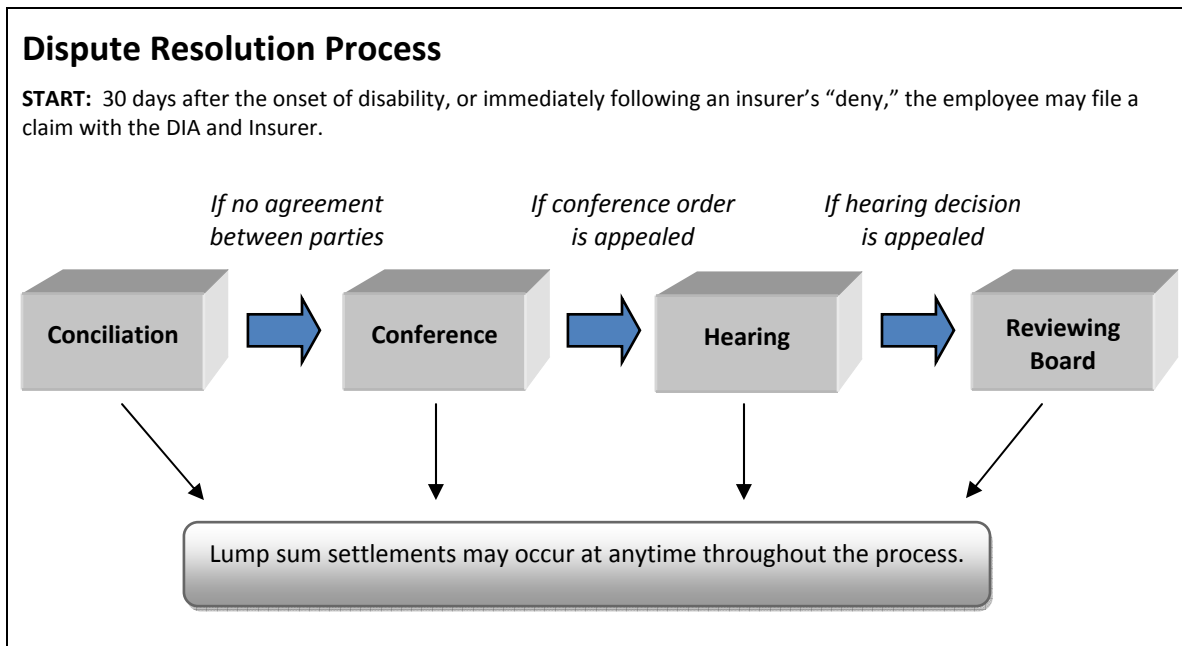 Dispute Resolution Process
START: 30 days after the onset of disability, or immediately following an insurer’s “deny,” the employee may file a
claim with the DIA and Insurer.
If no agreement
between parties
If conference order
is appealed
If hearing decision
is appealed
Conciliation
Conference
Hearing
Reviewing
Board
Lump sum settlements may occur at anytime throughout the process.